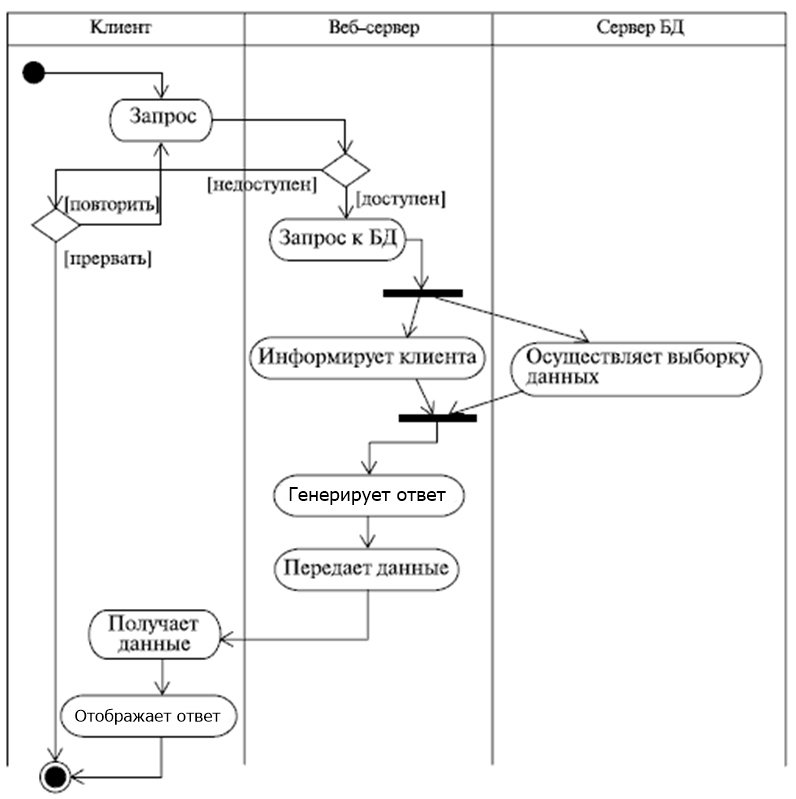 Клиент
Веб-сервер
Сервер БД
Запрос
[недоступен]
[доступен]
[повторить]
[прервать]
Запрос к БД
Информирует клиента
Осуществляет выборку
данных
Генерирует ответ
Передает данные
Получает
данные
Отображает ответ